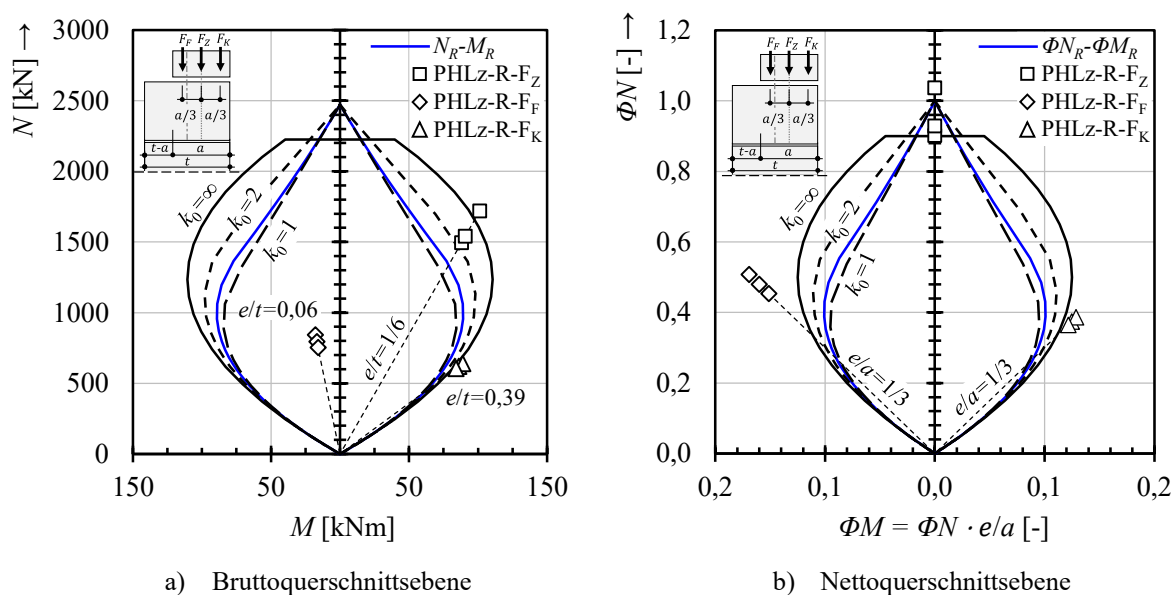 N [kN] →
3000
2500
2000
1500
1000
500
0
150
50
0
50
150
M [kNm]
F_F F_Z F_K
a/3 a/3
t-a a
t
N_R-M_R
PHLz-R-F_Z
PHLz-R-F_F
PHLz-R-F_K
k_0=∞
k_0=2
k_0=1
e/t=0,06
e/t=1/6
e/t=0,39
a) Bruttoquerschnittsebene
ΦN [-] →
1,2
1,0
0,8
0,6
0,4
0,2
0,0
0,2
0,1
0,0
0,1
0,2
ΦM = ΦN · e/a [-]
F_F F_Z F_K
a/3 a/3
t-a a
t
ΦN_R-ΦM_R
PHLz-R-F_Z
PHLz-R-F_F
PHLz-R-F_K
k_0=∞
k_0=2
k_0=1
e/a=1/3
e/a=1/3
b) Nettoquerschnittsebene